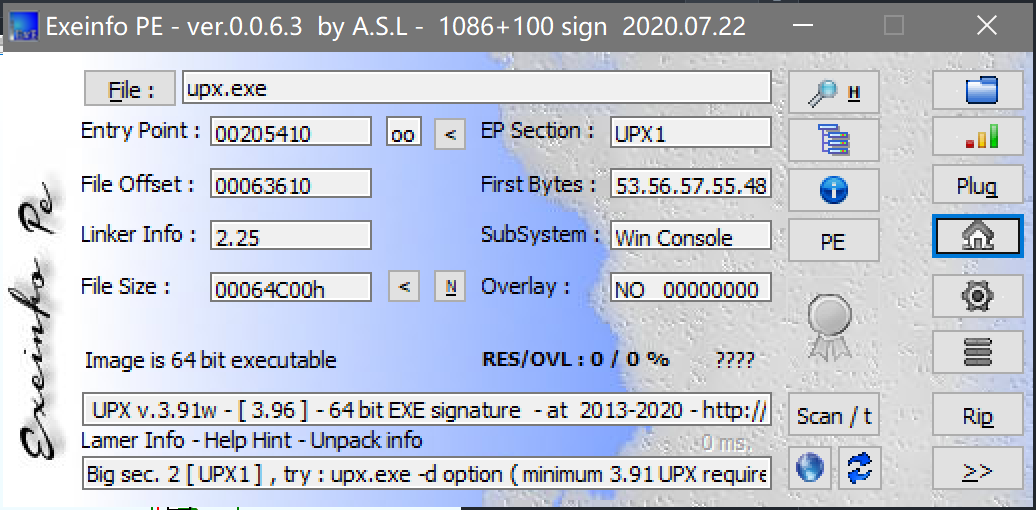 Exeinfo PE - ver.0.0.6.3 by A.S.L - 1086+100 sign 2020.07.22
File : upx.exe H
Entry Point : 00205410 oo < EP Section : UPX1
File Offset : 00063610 First Bytes : 53.56.57.55.48 Plug
Linker Info : 2.25 SubSystem : Win Console PE
File Size : 00064C00h < N Overlay : NO 00000000
Image is 64 bit executable RES/OVL : 0 / 0 % ????
UPX v.3.91w - [ 3.96 ] - 64 bit EXE signature - at 2013-2020 - http:// Scan / t Rip
Lamer Info - Help Hint - Unpack info 0 ms.
Big sec. 2 [ UPX1 ] , try : upx.exe -d option ( minimum 3.91 UPX require >>
Exeinfo Pe